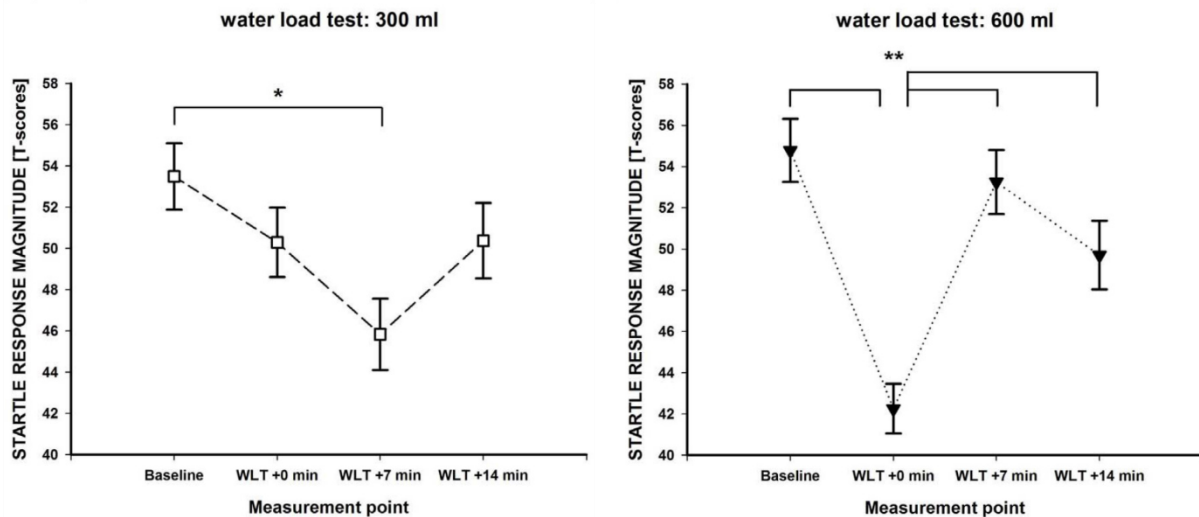 water load test: 300 ml
STARTLE RESPONSE MAGNITUDE [T-scores]
58
56
54
52
50
48
46
44
42
40
*
Baseline
WLT +0 min
WLT +7 min
WLT +14 min
Measurement point
water load test: 600 ml
STARTLE RESPONSE MAGNITUDE [T-scores]
58
56
54
52
50
48
46
44
42
40
**
Baseline
WLT +0 min
WLT +7 min
WLT +14 min
Measurement point